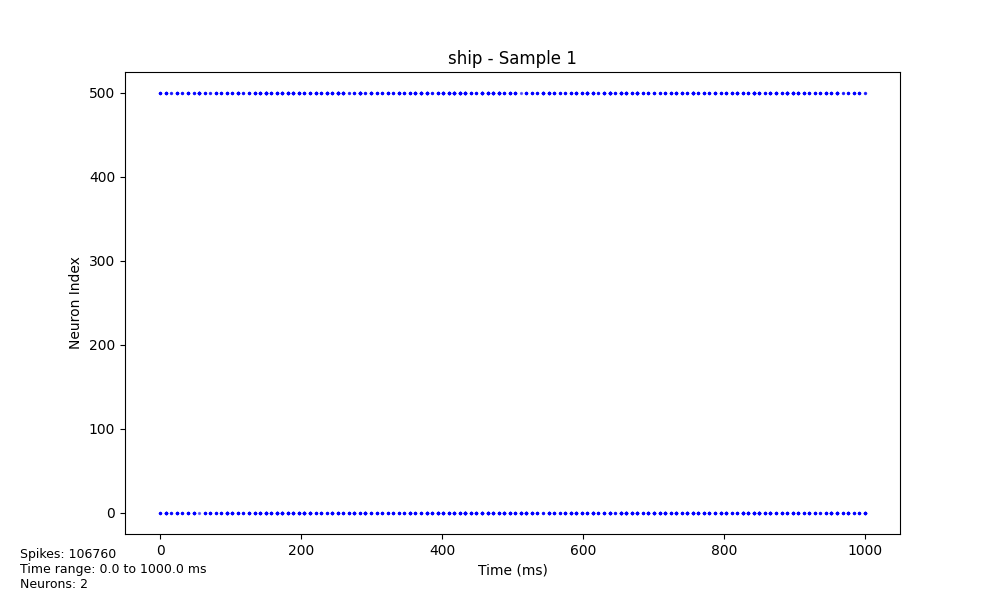 ship - Sample 1
500
400
300
200
100
0
Neuron Index
0 200 400 600 800 1000
Time (ms)
Spikes: 106760
Time range: 0.0 to 1000.0 ms
Neurons: 2